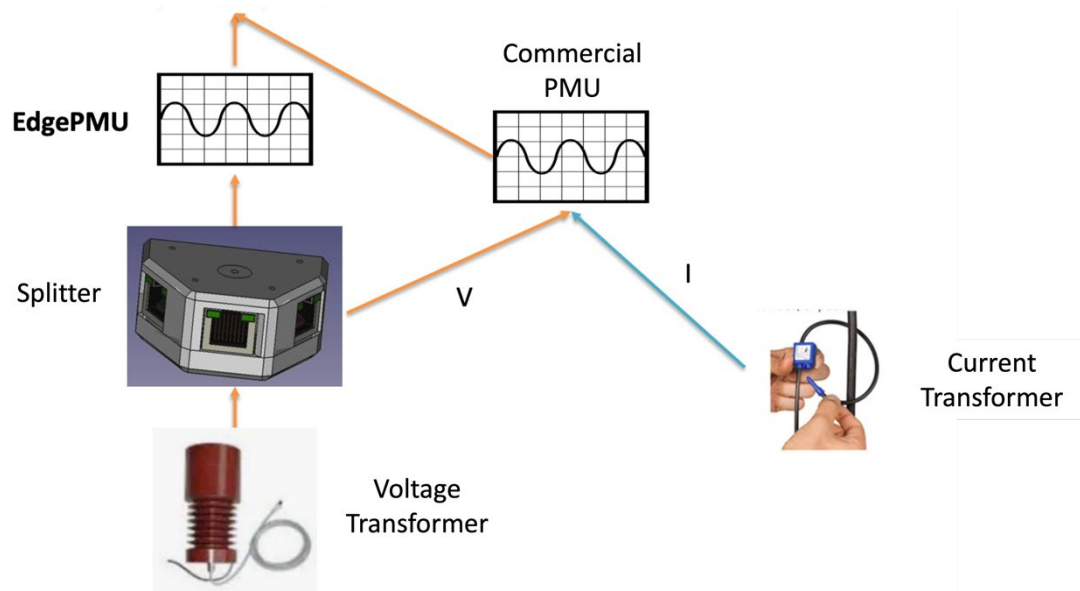 Commercial
PMU
EdgePMU
Splitter
V
I
Current
Transformer
Voltage
Transformer